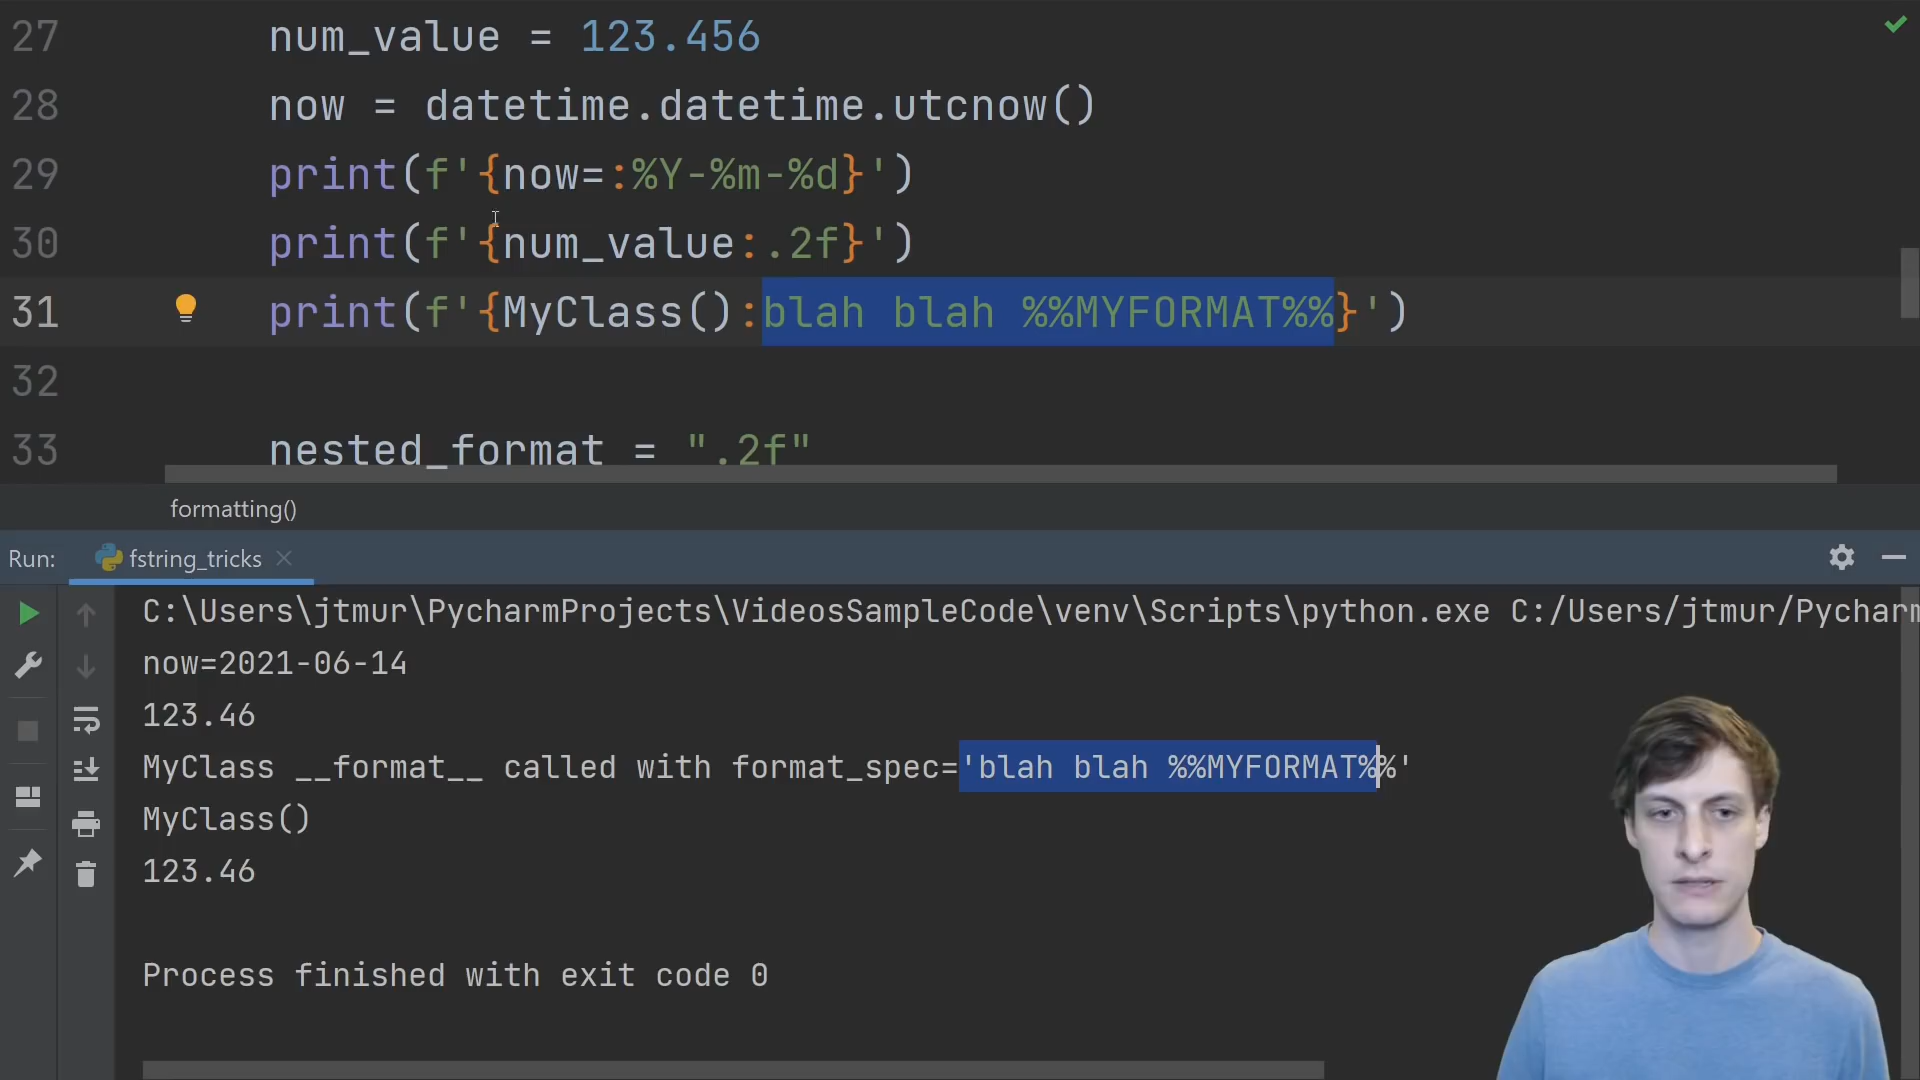 27 num_value = 123.456
28 now = datetime.datetime.utcnow()
29 print(f'{now=:%Y-%m-%d}')
30 print(f'{num_value:.2f}')
31 print(f'{MyClass():blah blah %%MYFORMAT%%}')
32
33 nested_format = ".2f"
formatting()
Run: fstring_tricks
C:\Users\jtmur\PycharmProjects\VideosSampleCode\venv\Scripts\python.exe C:/Users/jtmur/Pycharm
now=2021-06-14
123.46
MyClass __format__ called with format_spec='blah blah %%MYFORMAT%%'
MyClass()
123.46
Process finished with exit code 0